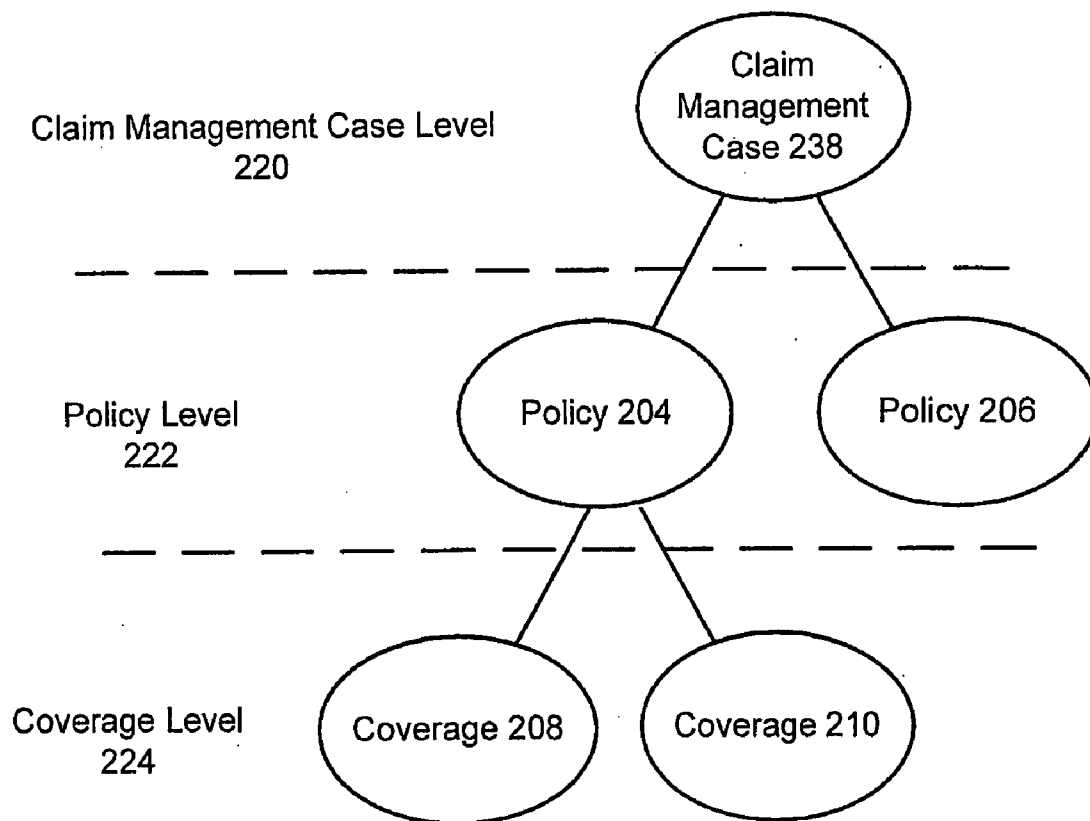 Claim
Management
Case 238
Claim Management Case Level
220
Policy Level
222
Policy 204
Policy 206
Coverage Level
224
Coverage 208
Coverage 210